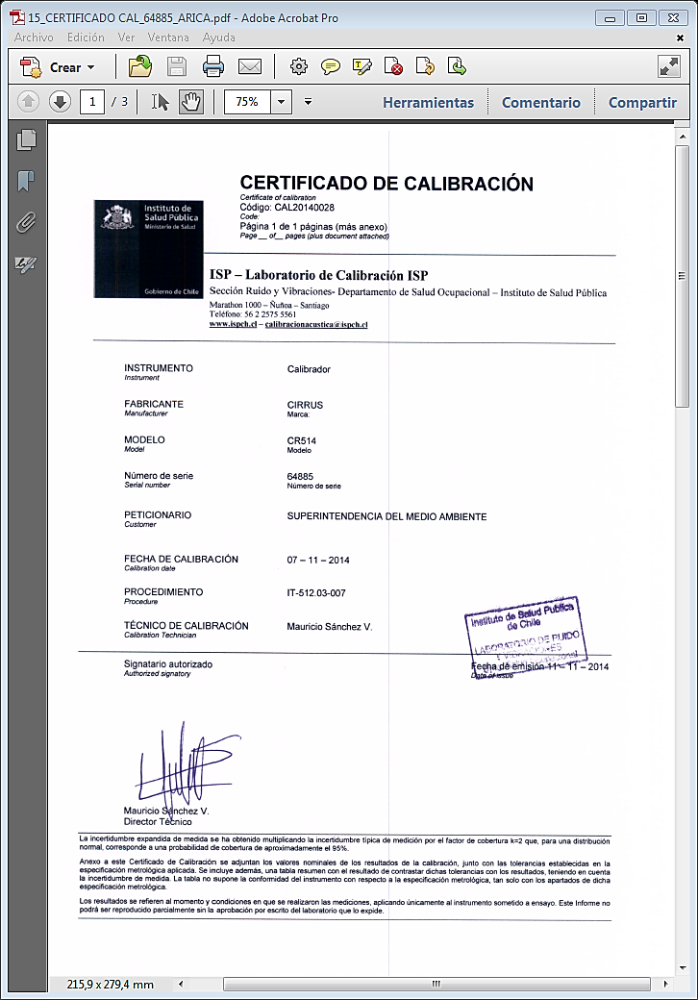 15_CERTIFICADO CAL_64885_ARICA.pdf - Adobe Acrobat Pro
Archivo Edición Ver Ventana Ayuda
Crear
1 / 3 75% Herramientas Comentario Compartir
CERTIFICADO DE CALIBRACIÓN
Certificate of calibration
Código: CAL20140028
Code:
Página 1 de 1 páginas (más anexo)
Page __ of__ pages (plus document attached)
Instituto de
Salud Pública
Ministerio de Salud
Gobierno de Chile
ISP – Laboratorio de Calibración ISP
Sección Ruido y Vibraciones- Departamento de Salud Ocupacional – Instituto de Salud Pública
Marathon 1000 – Ñuñoa – Santiago
Teléfono: 56 2 2575 5561
www.ispch.cl – calibracionacustica@ispch.cl
INSTRUMENTO Calibrador
Instrument
FABRICANTE CIRRUS
Manufacturer Marca:
MODELO CR514
Model Modelo
Número de serie 64885
Serial number Número de serie
PETICIONARIO SUPERINTENDENCIA DEL MEDIO AMBIENTE
Customer
FECHA DE CALIBRACIÓN 07 – 11 – 2014
Calibration date
PROCEDIMIENTO IT-512.03-007
Procedure
TÉCNICO DE CALIBRACIÓN Mauricio Sánchez V.
Calibration Technician
Instituto de Salud Publica
de Chile
LABORATORIO DE RUIDO
Signatario autorizado Fecha de emisión 11 – 11 – 2014
Authorized signatory Date of issue
Mauricio Sánchez V.
Director Técnico
La incertidumbre expandida de medida se ha obtenido multiplicando la incertidumbre típica de medición por el factor de cobertura k=2 que, para una distribución
normal, corresponde a una probabilidad de cobertura de aproximadamente el 95%.
Anexo a este Certificado de Calibración se adjuntan los valores nominales de los resultados de la calibración, junto con las tolerancias establecidas en la
especificación metrológica aplicada. Se incluye además, una tabla resumen con el resultado de contrastar dichas tolerancias con los resultados, teniendo en cuenta
la incertidumbre de medida. La tabla no supone la conformidad del instrumento con respecto a la especificación metrológica, tan solo con los apartados de dicha
especificación metrológica.
Los resultados se refieren al momento y condiciones en que se realizaron las mediciones, aplicando únicamente al instrumento sometido a ensayo. Este Informe no
podrá ser reproducido parcialmente sin la aprobación por escrito del laboratorio que lo expide.
215,9 x 279,4 mm